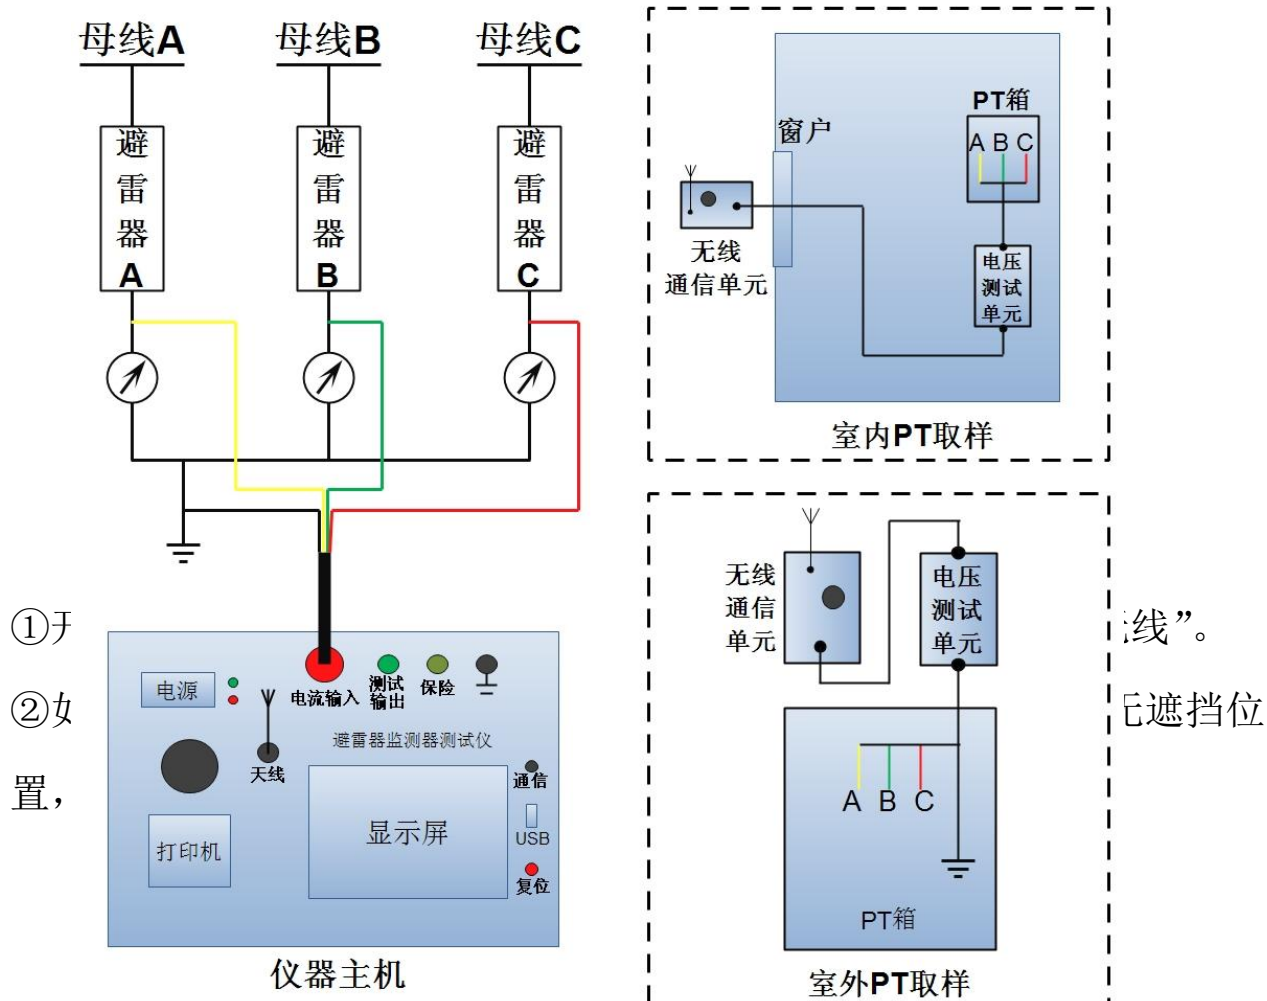 母线A
母线B
母线C
避雷器A
避雷器B
避雷器C
窗户
PT箱
A B C
无线
通信单元
电压
测试
单元
室内PT取样
无线
通信
单元
电压
测试
单元
A B C
PT箱
室外PT取样
①
线”。
②
遮挡位
置，
电源
电流输入
测试
输出
保险
天线
避雷器监测器测试仪
通信
显示屏
USB
打印机
复位
仪器主机